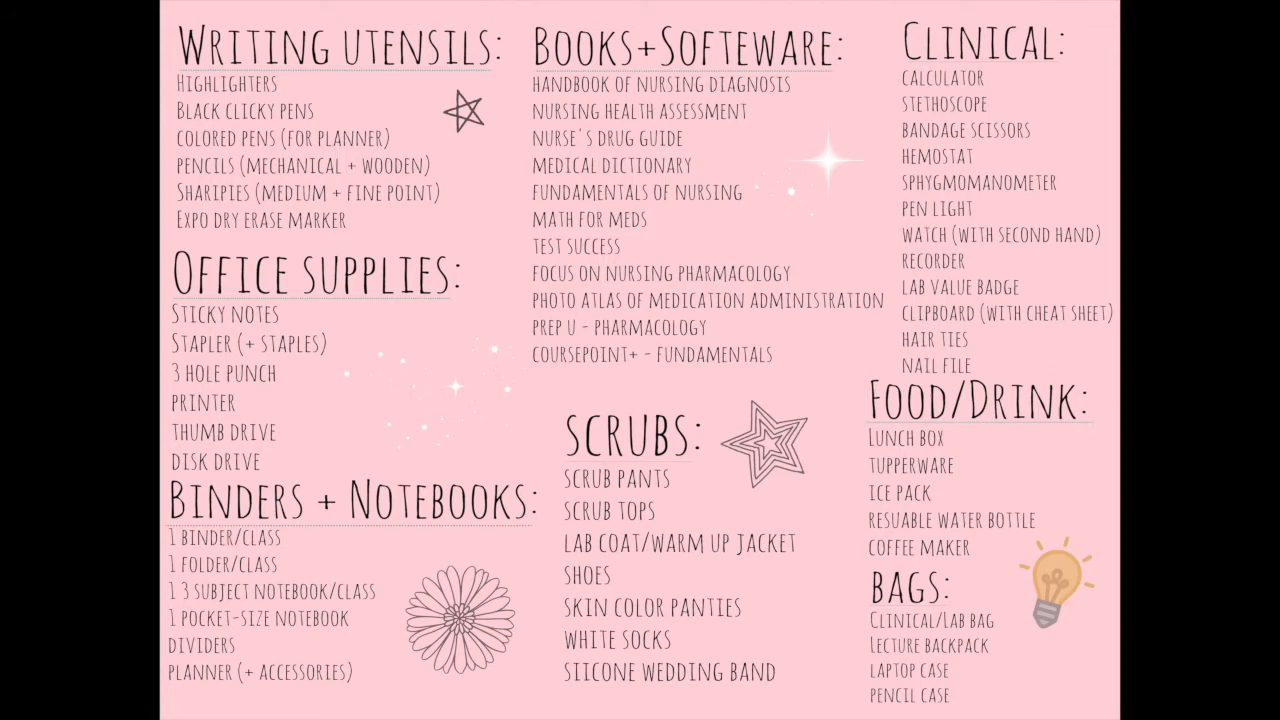 WRITING UTENSILS:
HIGHLIGHTERS
BLACK CLICKY PENS
COLORED PENS (FOR PLANNER)
PENCILS (MECHANICAL + WOODEN)
SHARIPIES (MEDIUM + FINE POINT)
EXPO DRY ERASE MARKER
OFFICE SUPPLIES:
STICKY NOTES
STAPLER (+ STAPLES)
3 HOLE PUNCH
PRINTER
THUMB DRIVE
DISK DRIVE
BINDERS + NOTEBOOKS:
1 BINDER/CLASS
1 FOLDER/CLASS
1 3 SUBJECT NOTEBOOK/CLASS
1 POCKET-SIZE NOTEBOOK
DIVIDERS
PLANNER (+ ACCESSORIES)
BOOKS+SOFTEWARE:
HANDBOOK OF NURSING DIAGNOSIS
NURSING HEALTH ASSESSMENT
NURSE'S DRUG GUIDE
MEDICAL DICTIONARY
FUNDAMENTALS OF NURSING
MATH FOR MEDS
TEST SUCCESS
FOCUS ON NURSING PHARMACOLOGY
PHOTO ATLAS OF MEDICATION ADMINISTRATION
PREP U - PHARMACOLOGY
COURSEPOINT+ - FUNDAMENTALS
SCRUBS:
SCRUB PANTS
SCRUB TOPS
LAB COAT/WARM UP JACKET
SHOES
SKIN COLOR PANTIES
WHITE SOCKS
SIICONE WEDDING BAND
CLINICAL:
CALCULATOR
STETHOSCOPE
BANDAGE SCISSORS
HEMOSTAT
SPHYGMOMANOMETER
PEN LIGHT
WATCH (WITH SECOND HAND)
RECORDER
LAB VALUE BADGE
CLIPBOARD (WITH CHEAT SHEET)
HAIR TIES
NAIL FILE
FOOD/DRINK:
LUNCH BOX
TUPPERWARE
ICE PACK
RESUABLE WATER BOTTLE
COFFEE MAKER
BAGS:
CLINICAL/LAB BAG
LECTURE BACKPACK
LAPTOP CASE
PENCIL CASE